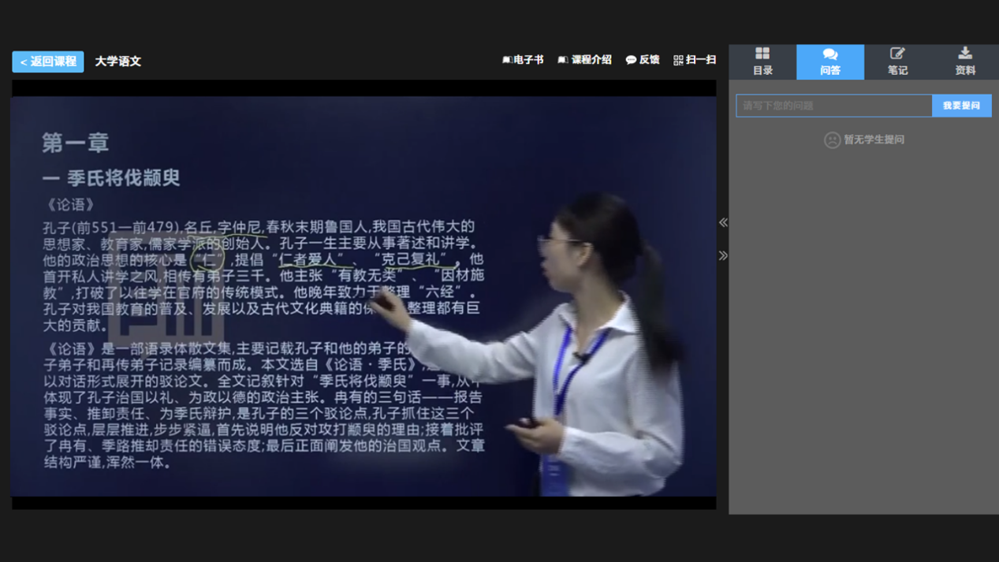 < 返回课程
大学语文
电子书
课程介绍
反馈
扫一扫
目录
问答
笔记
资料
请写下您的问题
我要提问
暂无学生提问
第一章
一 季氏将伐颛臾
《论语》
孔子(前551一前479),名丘,字仲尼,春秋末期鲁国人,我国古代伟大的
思想家、教育家,儒家学派的创始人。孔子一生主要从事著述和讲学。
他的政治思想的核心是“仁”,提倡“仁者爱人”、“克己复礼”。他
首开私人讲学之风,相传有弟子三千。他主张“有教无类”、“因材施
教”,打破了以往学在官府的传统模式。他晚年致力于整理“六经”。
孔子对我国教育的普及、发展以及古代文化典籍的保 整理都有巨
大的贡献。
《论语》是一部语录体散文集,主要记载孔子和他的弟子的
子弟子和再传弟子记录编纂而成。本文选自《论语·季氏》,
以对话形式展开的驳论文。全文记叙针对“季氏将伐颛臾”一事,从
体现了孔子治国以礼、为政以德的政治主张。冉有的三句话——报告
事实、推卸责任、为季氏辩护,是孔子的三个驳论点,孔子抓住这三个
驳论点,层层推进,步步紧逼,首先说明他反对攻打颛臾的理由;接着批评
了冉有、季路推却责任的错误态度;最后正面阐发他的治国观点。文章
结构严谨,浑然一体。